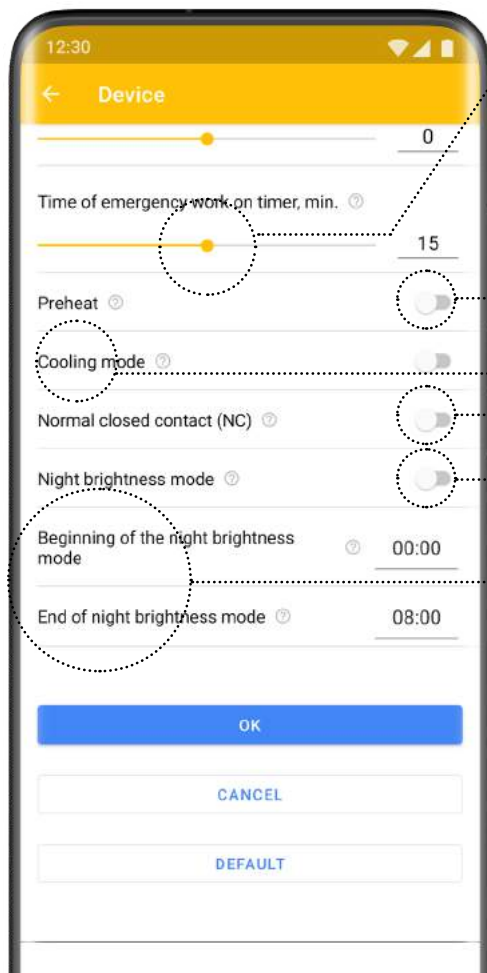 12:30
Device
0
Time of emergency work on timer, min.
15
Preheat
Cooling mode
Normal closed contact (NC)
Night brightness mode
Beginning of the night brightness
mode
00:00
End of night brightness mode
08:00
OK
CANCEL
DEFAULT